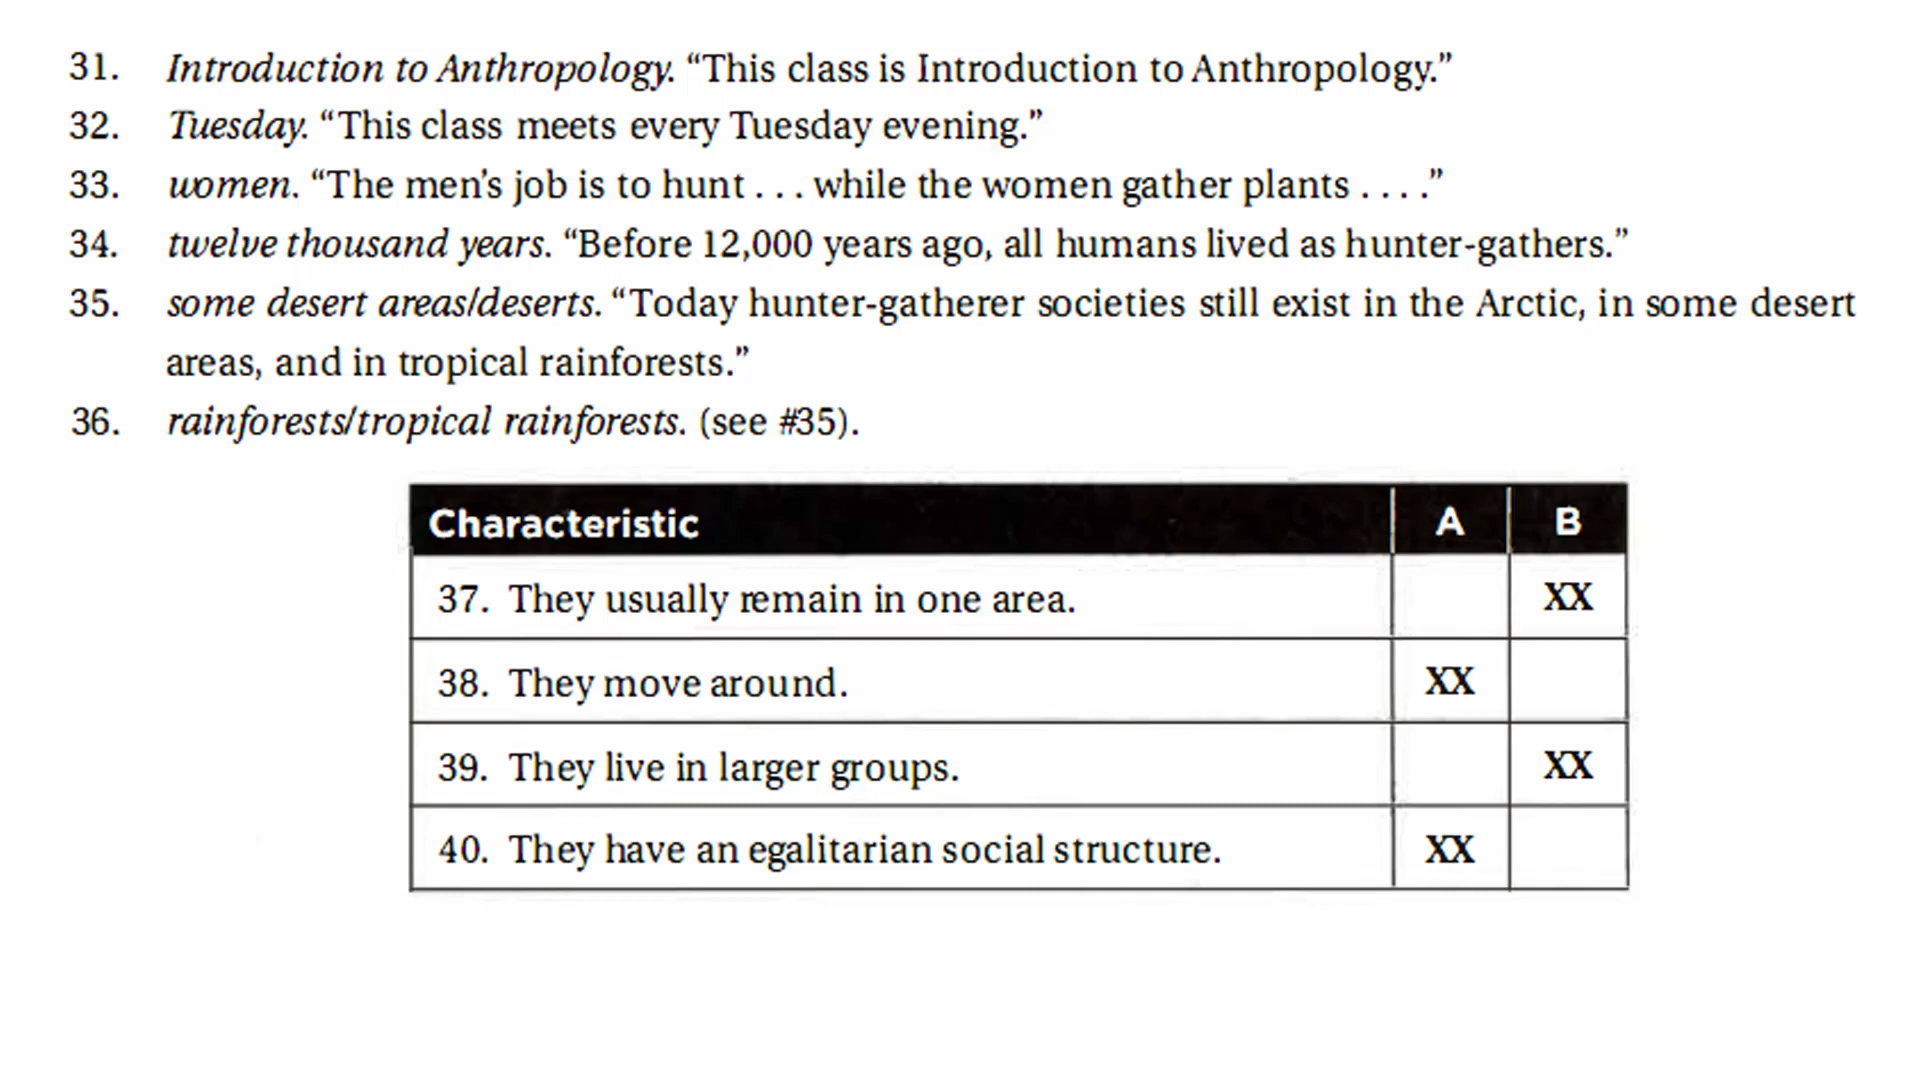 31. Introduction to Anthropology. “This class is Introduction to Anthropology.”
32. Tuesday. “This class meets every Tuesday evening.”
33. women. “The men’s job is to hunt . . . while the women gather plants . . . .”
34. twelve thousand years. “Before 12,000 years ago, all humans lived as hunter-gathers.”
35. some desert areas/deserts. “Today hunter-gatherer societies still exist in the Arctic, in some desert
areas, and in tropical rainforests.”
36. rainforests/tropical rainforests. (see #35).
Characteristic A B
37. They usually remain in one area. XX
38. They move around. XX
39. They live in larger groups. XX
40. They have an egalitarian social structure. XX